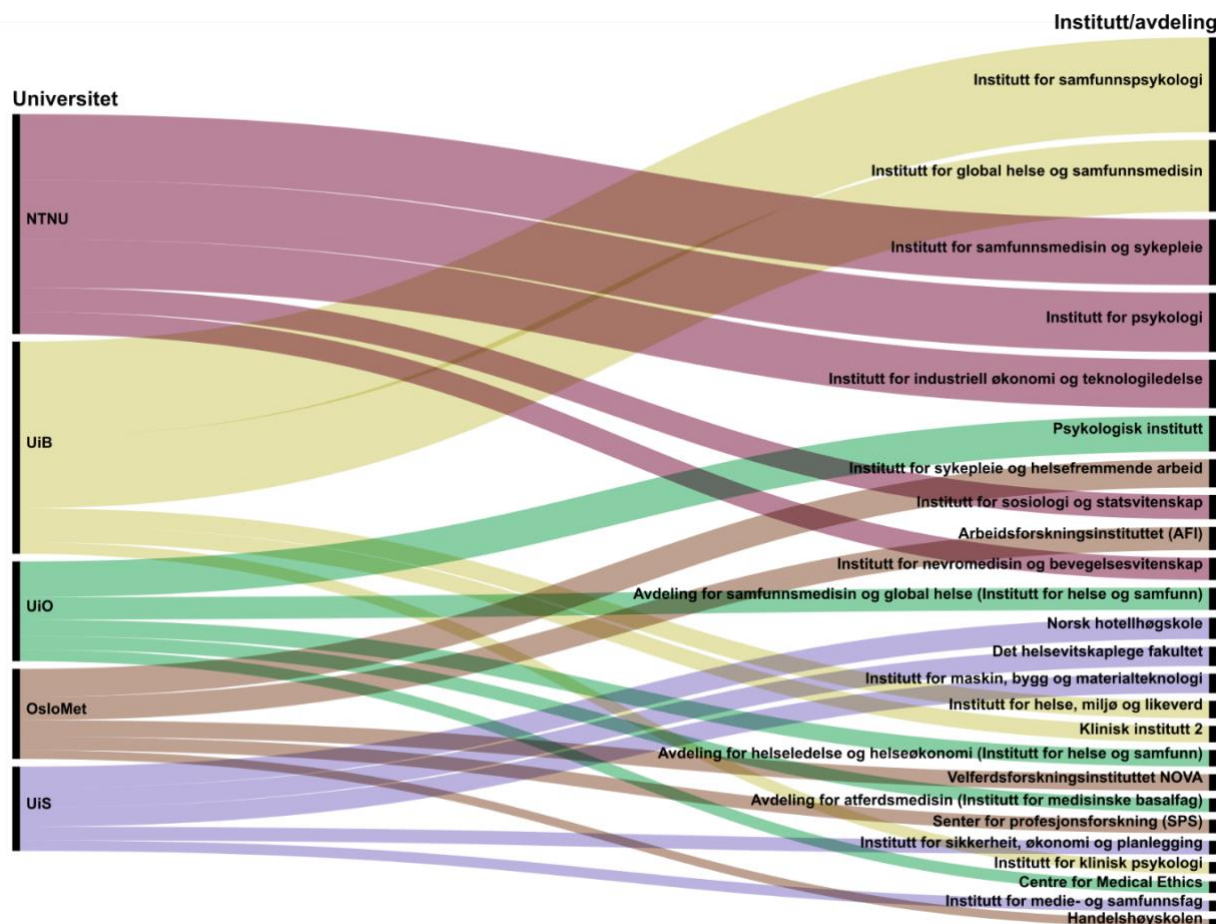 Institutt/avdeling
Universitet
NTNU
UiB
UiO
OsloMet
UiS
Institutt for samfunnspsykologi
Institutt for global helse og samfunnsmedisin
Institutt for samfunnsmedisin og sykepleie
Institutt for psykologi
Institutt for industriell økonomi og teknologiledelse
Psykologisk institutt
Institutt for sykepleie og helsefremmende arbeid
Institutt for sosiologi og statsvitenskap
Arbeidsforskningsinstituttet (AFI)
Institutt for nevromedisin og bevegelsesvitenskap
Avdeling for samfunnsmedisin og global helse (Institutt for helse og samfunn)
Norsk hotellhøgskole
Det helsevitskaplege fakultet
Institutt for maskin, bygg og materialteknologi
Institutt for helse, miljø og likeverd
Klinisk institutt 2
Avdeling for helseledelse og helseøkonomi (Institutt for helse og samfunn)
Velferdsforskningsinstituttet NOVA
Avdeling for atferdsmedisin (Institutt for medisinske basalfag)
Senter for profesjonsforskning (SPS)
Institutt for sikkerheit, økonomi og planlegging
Institutt for klinisk psykologi
Centre for Medical Ethics
Institutt for medie- og samfunnsfag
Handelshøyskolen